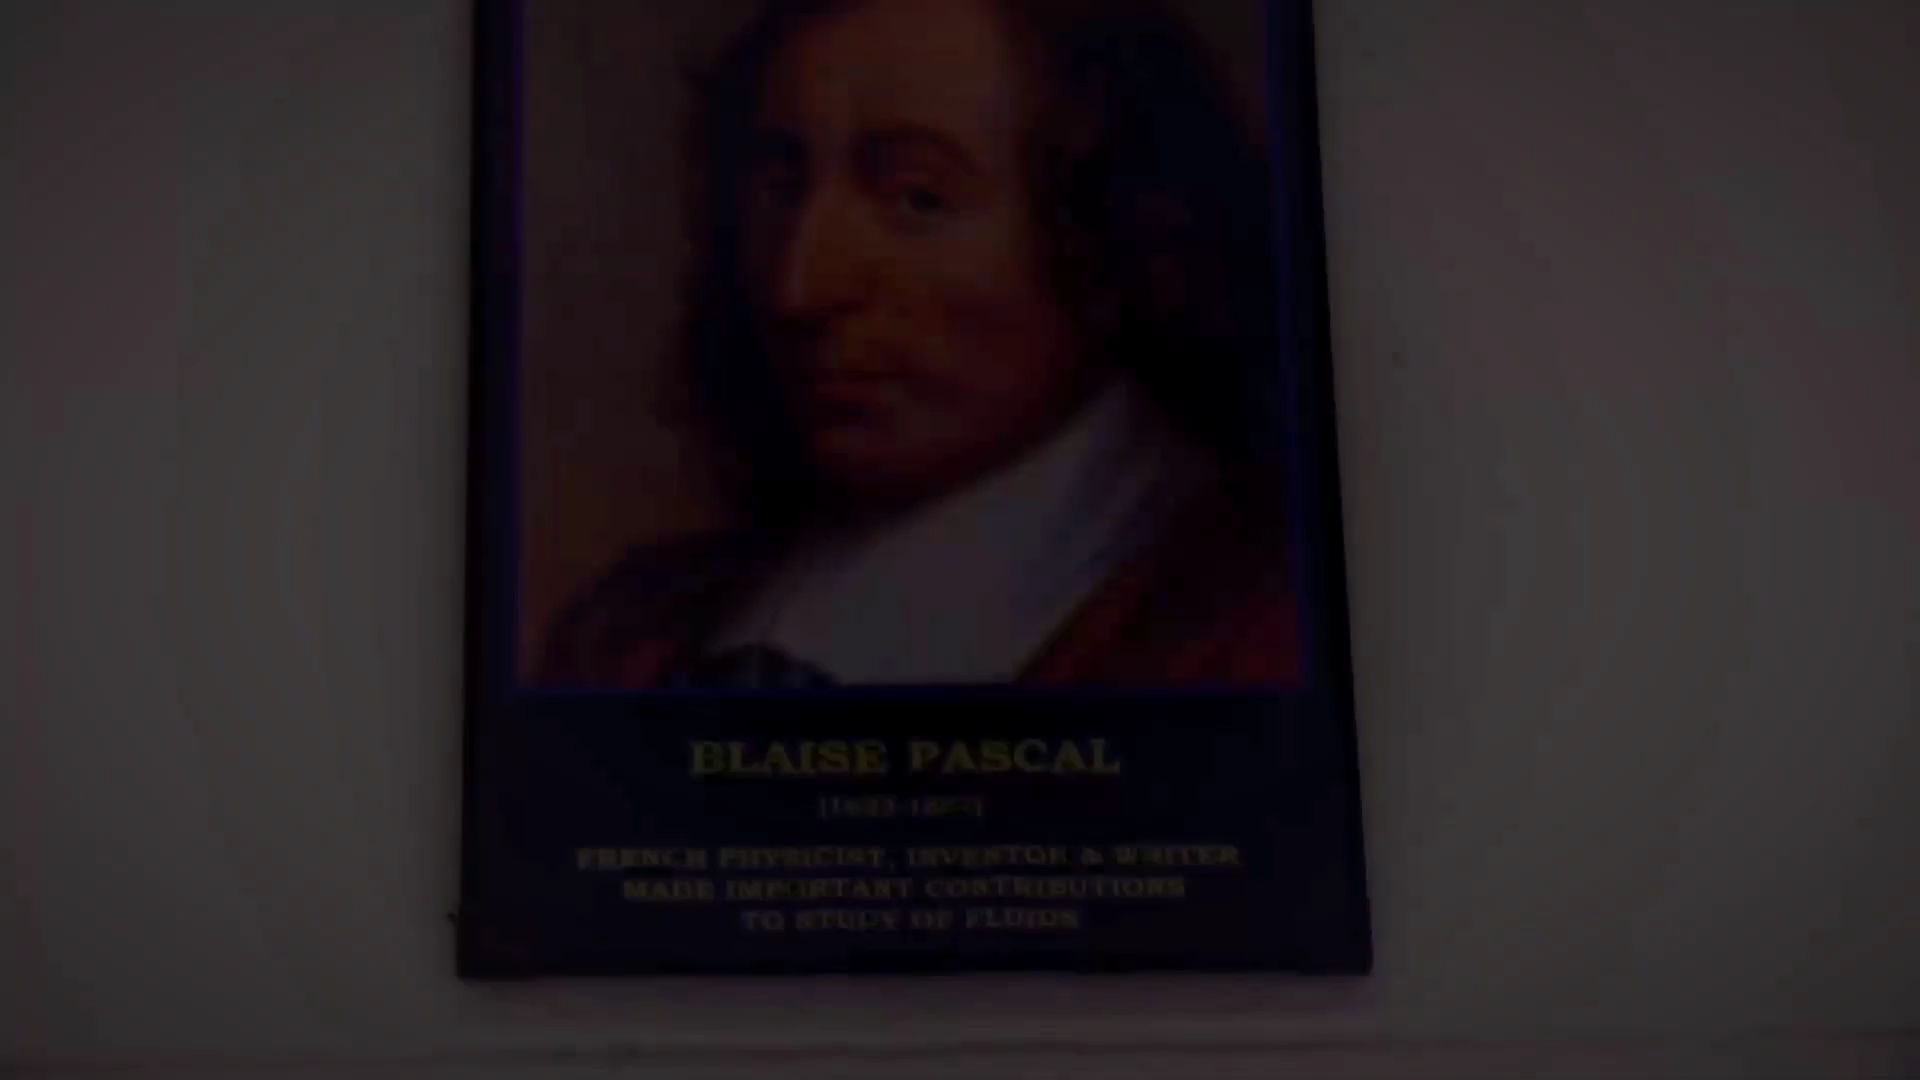 BLAISE PASCAL
FRENCH PHYSICIST, INVENTOR & WRITER
MADE IMPORTANT CONTRIBUTIONS
TO STUDY OF FLUIDS